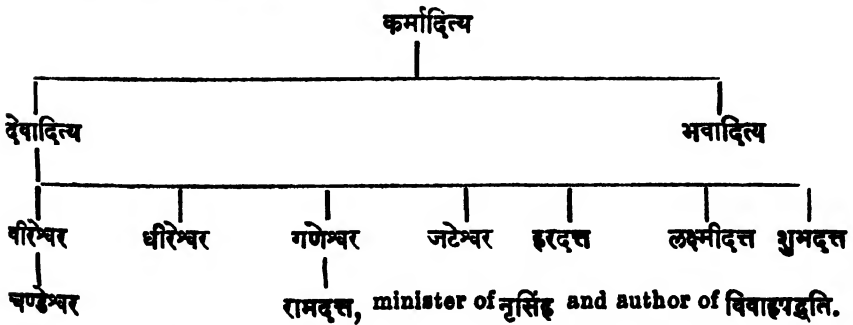 कर्मादित्य
देवादित्य भवादित्य
वीरेश्वर धीरेश्वर गणेश्वर जटेश्वर हरदत्त लक्ष्मीदत्त शुभदत्त
चण्डेश्वर रामदत्त, minister of नृसिंह and author of विवाहपद्धति.